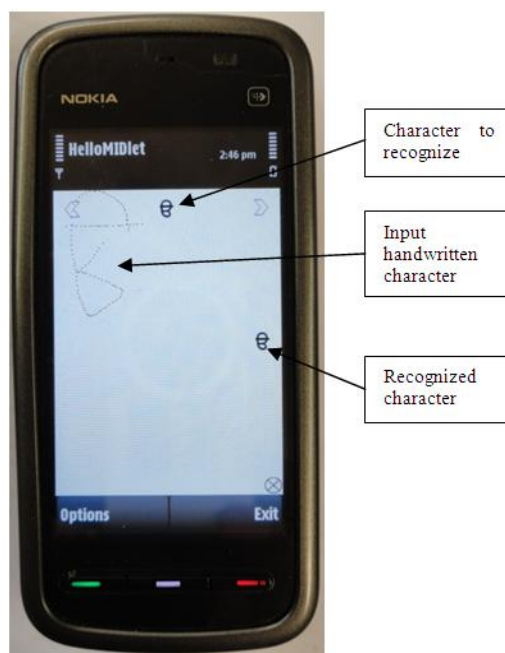 NOKIA
HelloMIDlet
2:46 pm
Options
Exit
Character to
recognize
Input
handwritten
character
Recognized
character